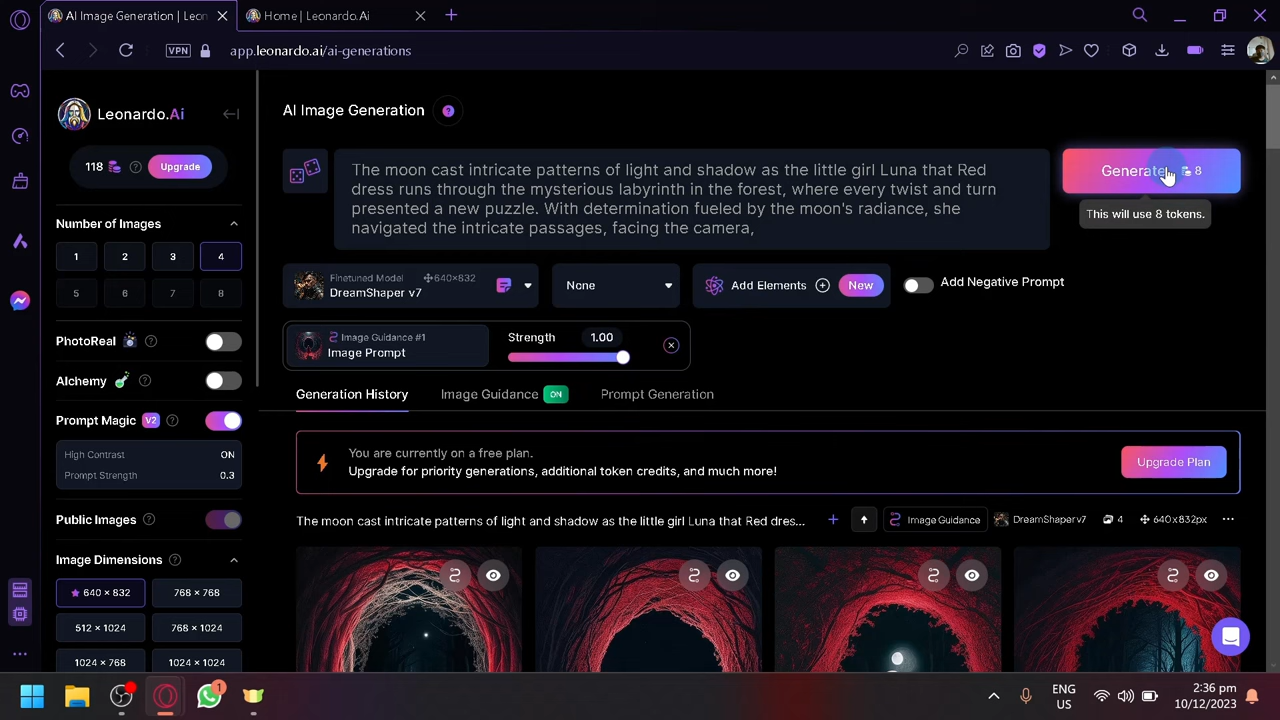 AI Image Generation | Leon
Home | Leonardo.Ai
VPN
app.leonardo.ai/ai-generations
Leonardo.Ai
118
Upgrade
Number of Images
1 2 3 4
5 6 7 8
PhotoReal
Alchemy
Prompt Magic V2
High Contrast ON
Prompt Strength 0.3
Public Images
Image Dimensions
640 × 832 768 × 768
512 × 1024 768 × 1024
1024 × 768 1024 × 1024
AI Image Generation ?
The moon cast intricate patterns of light and shadow as the little girl Luna that Red
dress runs through the mysterious labyrinth in the forest, where every twist and turn
presented a new puzzle. With determination fueled by the moon's radiance, she
navigated the intricate passages, facing the camera,
Generate 8
This will use 8 tokens.
Finetuned Model 640×832
DreamShaper v7
None
Add Elements New
Add Negative Prompt
Image Guidance #1
Image Prompt
Strength 1.00
Generation History Image Guidance ON Prompt Generation
You are currently on a free plan.
Upgrade for priority generations, additional token credits, and much more!
Upgrade Plan
The moon cast intricate patterns of light and shadow as the little girl Luna that Red dres...
Image Guidance DreamShaper v7 4 640×832px
1
ENG
US
2:36 pm
10/12/2023